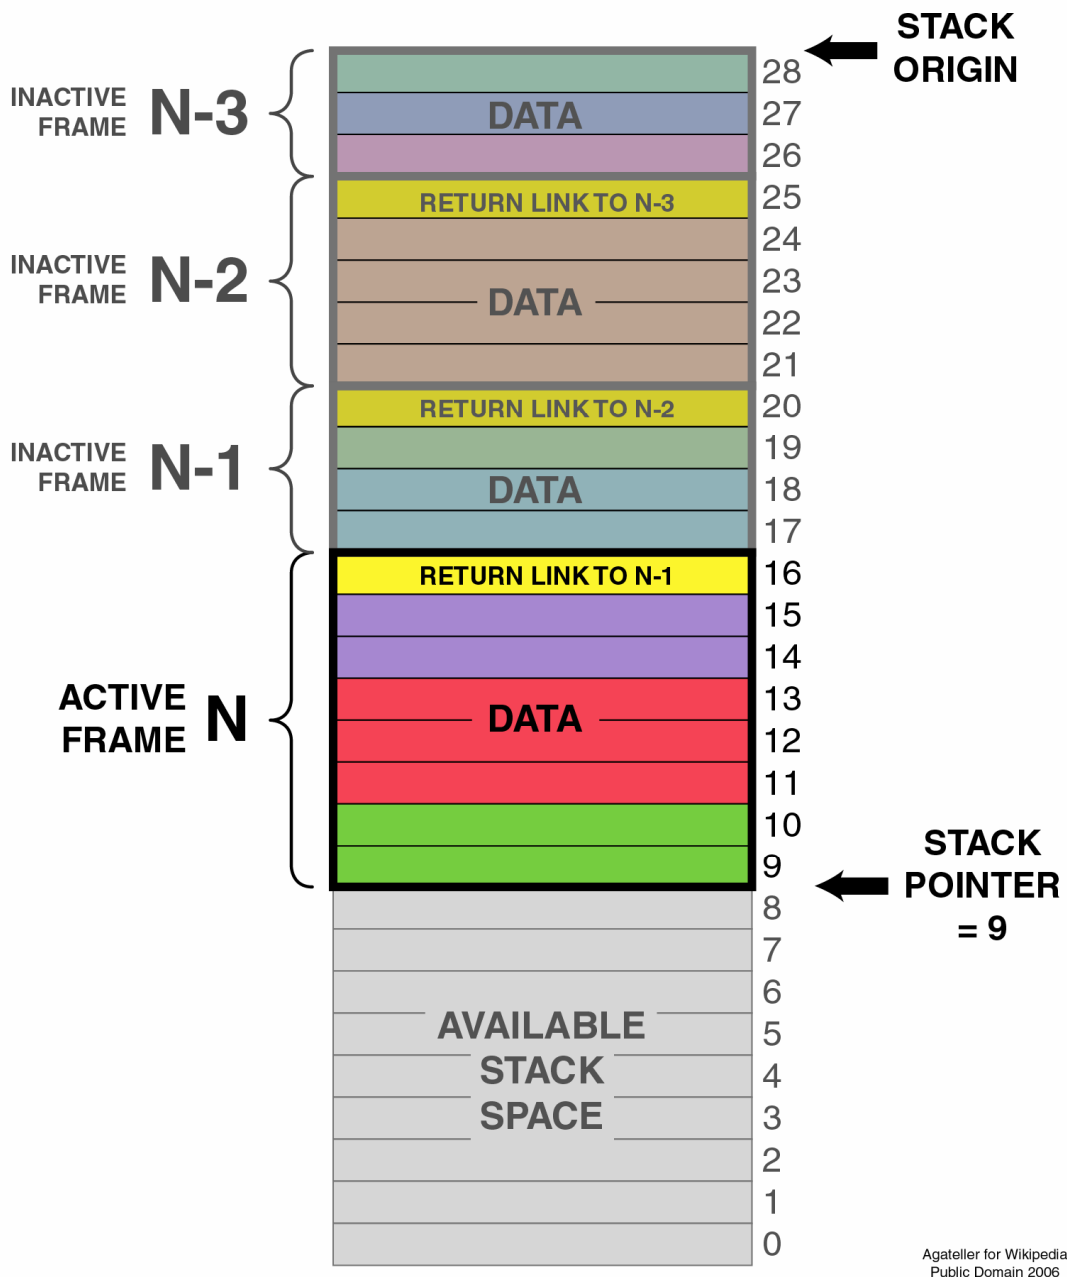 STACK
ORIGIN
28
INACTIVE
FRAME
N-3
DATA
27
26
RETURN LINK TO N-3
25
24
INACTIVE
FRAME
N-2
23
DATA
22
21
RETURN LINK TO N-2
20
19
INACTIVE
FRAME
N-1
DATA
18
17
RETURN LINK TO N-1
16
15
14
ACTIVE
FRAME
N
13
DATA
12
11
10
9
STACK
POINTER
= 9
8
7
6
AVAILABLE
STACK
SPACE
5
4
3
2
1
0
Agateller for Wikipedia
Public Domain 2006